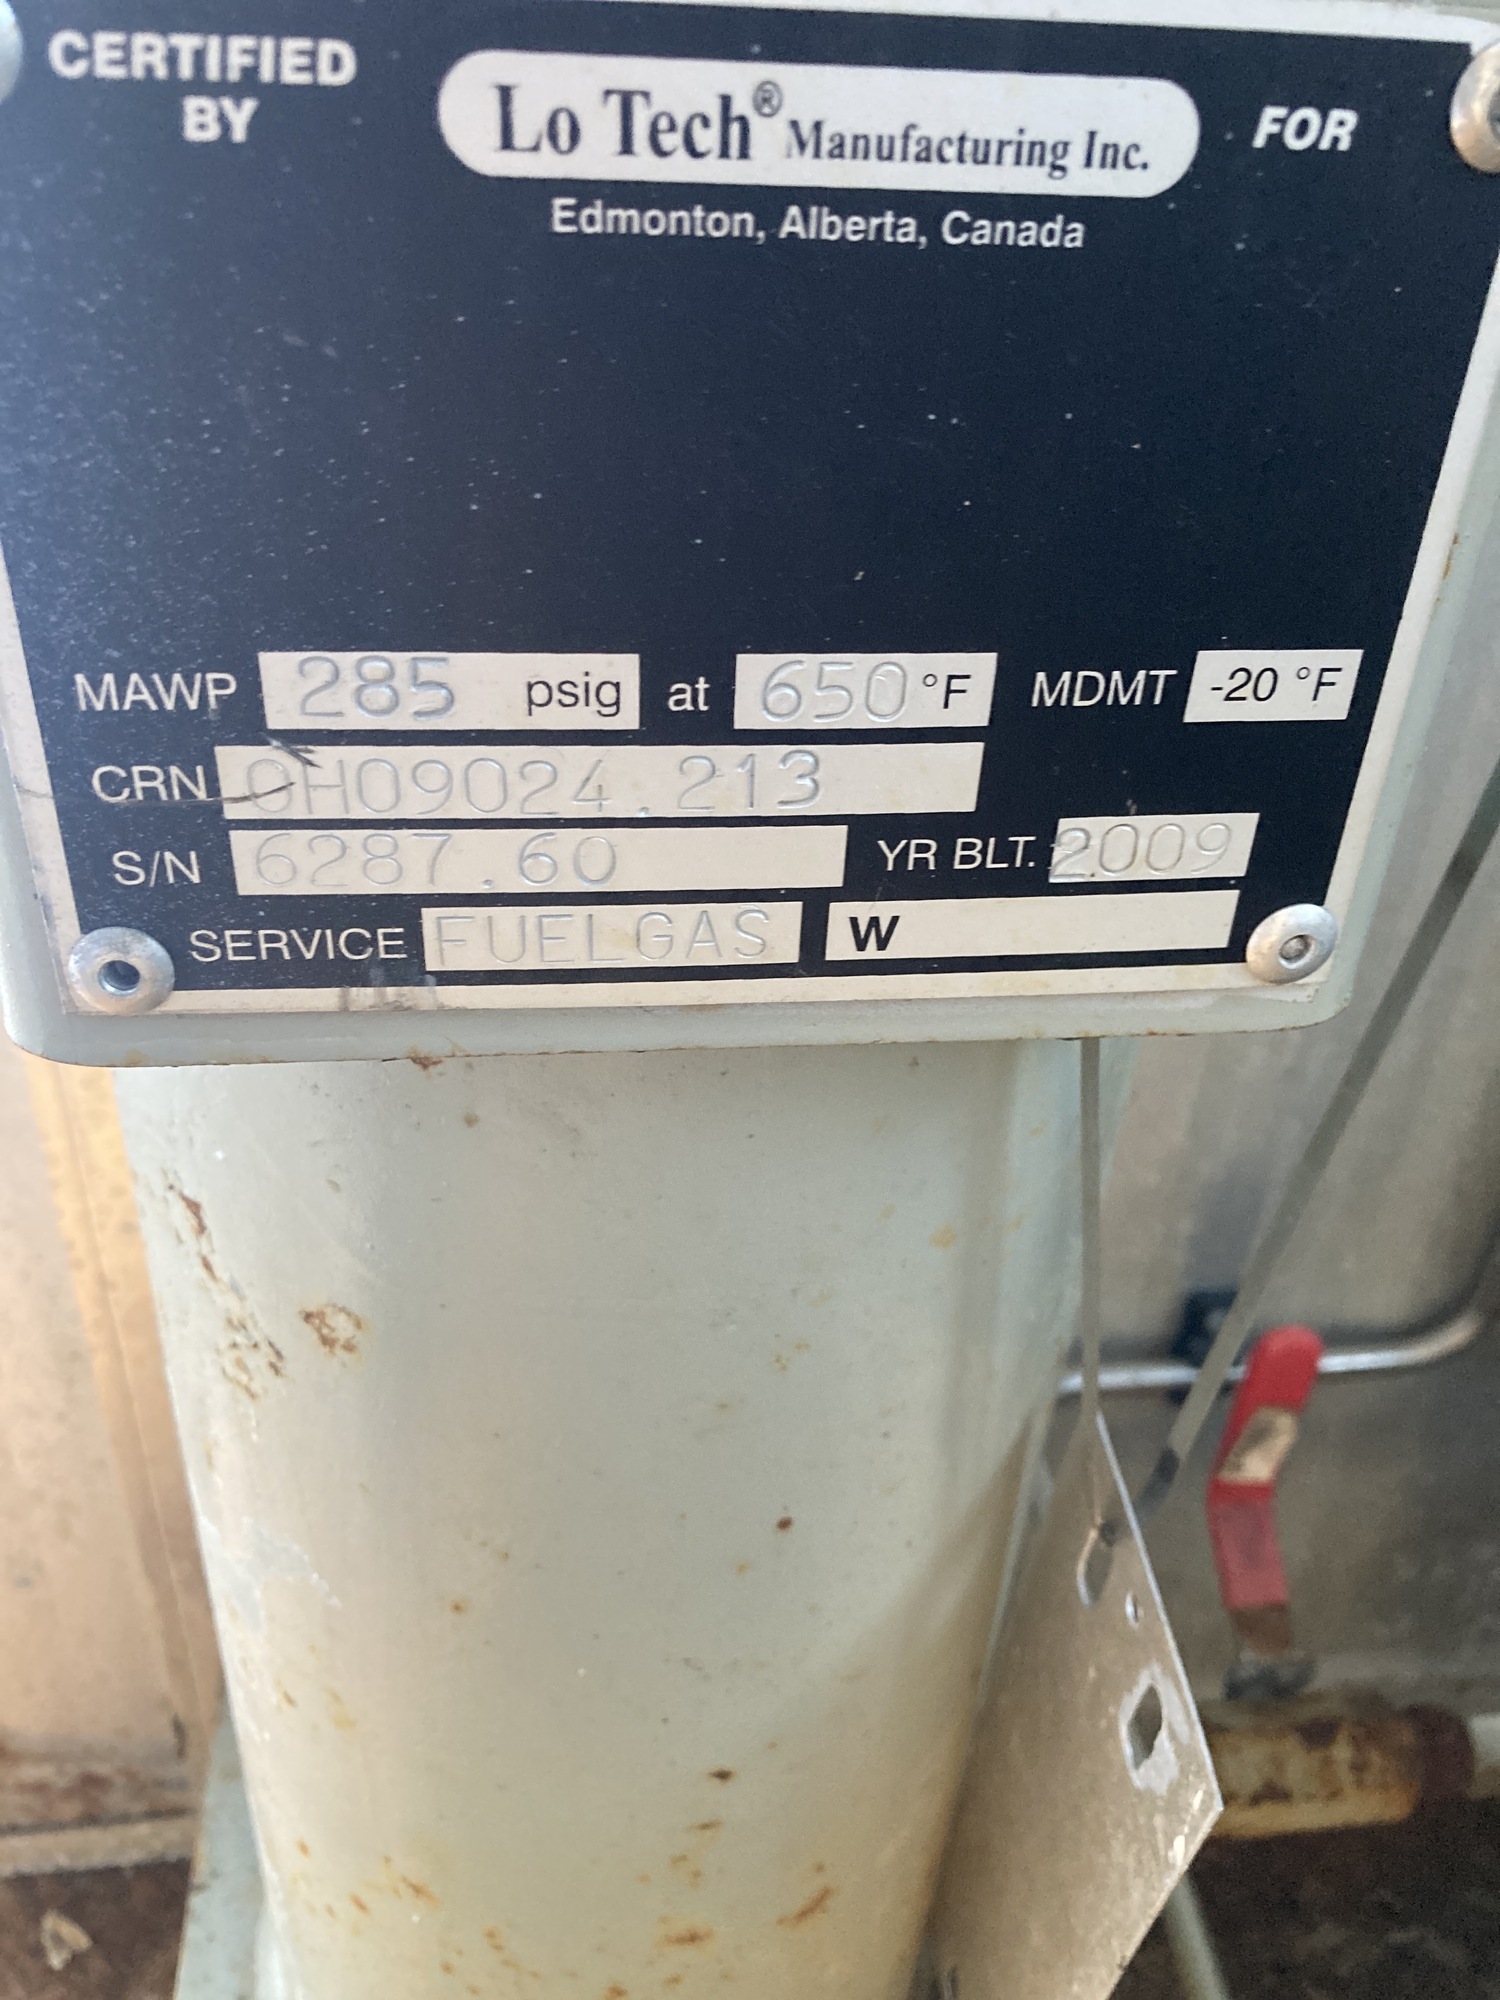 CERTIFIED BY
Lo Tech® Manufacturing Inc.
FOR
Edmonton, Alberta, Canada
MAWP 285 psig at 650 °F MDMT -20 °F
CRN 0H09024.213
S/N 6287.60 YR BLT. 2009
SERVICE FUELGAS W